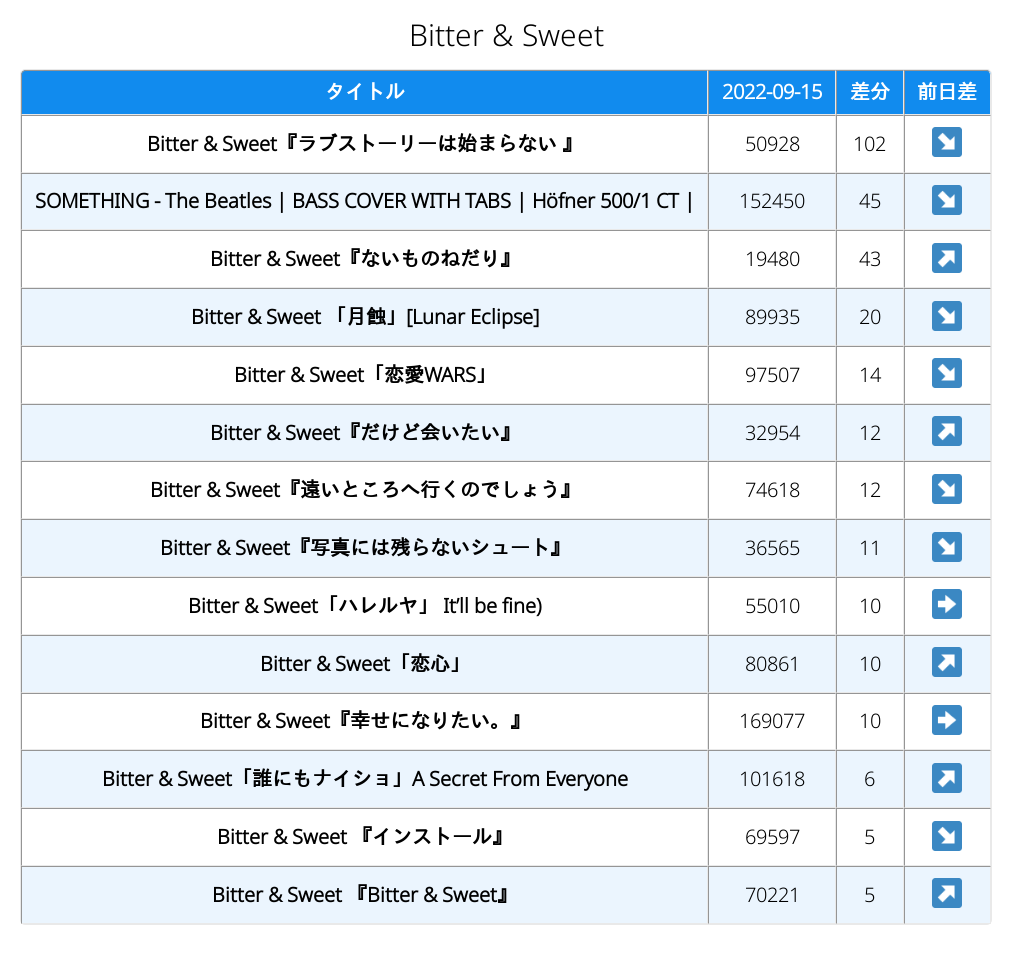 Bitter & Sweet
タイトル 2022-09-15 差分 前日差
Bitter & Sweet『ラブストーリーは始まらない 』 50928 102
SOMETHING - The Beatles | BASS COVER WITH TABS | Höfner 500/1 CT | 152450 45
Bitter & Sweet『ないものねだり』 19480 43
Bitter & Sweet 「月蝕」[Lunar Eclipse] 89935 20
Bitter & Sweet「恋愛WARS」 97507 14
Bitter & Sweet『だけど会いたい』 32954 12
Bitter & Sweet『遠いところへ行くのでしょう』 74618 12
Bitter & Sweet『写真には残らないシュート』 36565 11
Bitter & Sweet「ハレルヤ」 It’ll be fine) 55010 10
Bitter & Sweet「恋心」 80861 10
Bitter & Sweet『幸せになりたい。』 169077 10
Bitter & Sweet「誰にもナイショ」A Secret From Everyone 101618 6
Bitter & Sweet 『インストール』 69597 5
Bitter & Sweet 『Bitter & Sweet』 70221 5